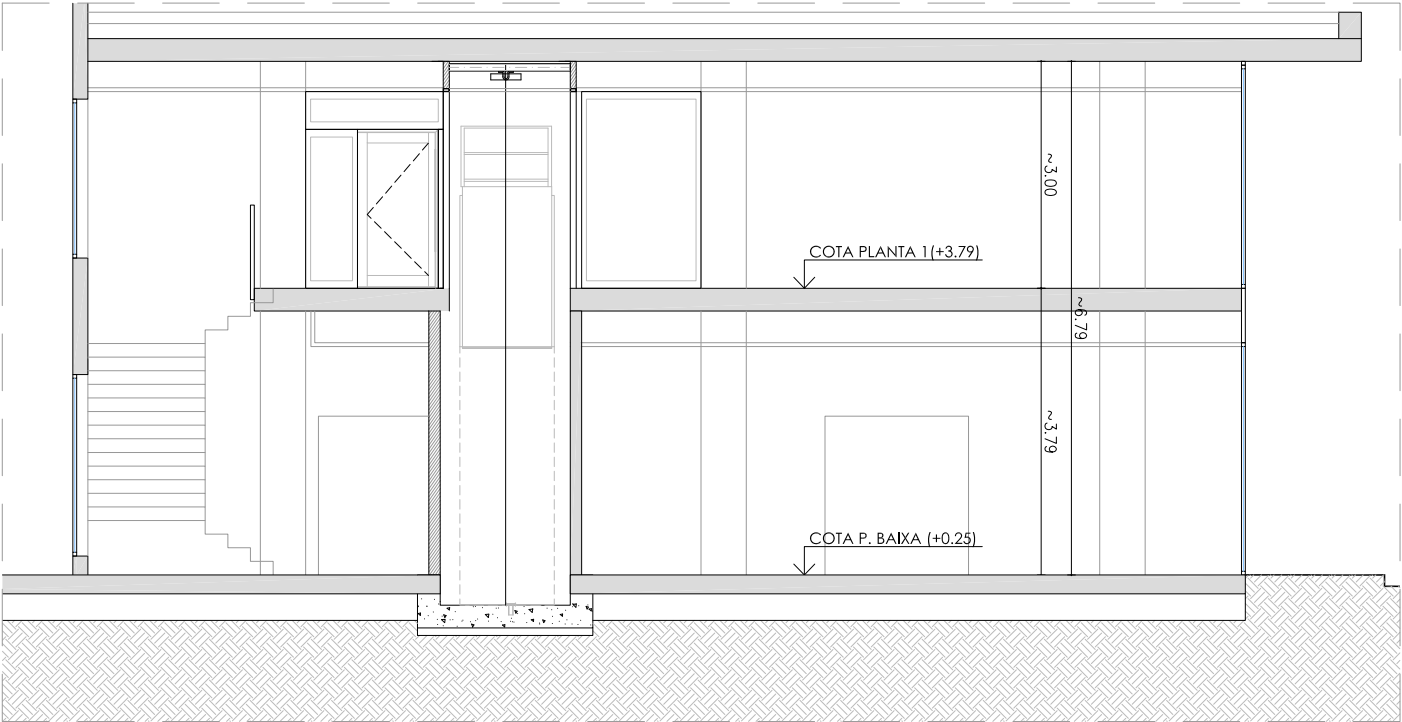 ~3.00
COTA PLANTA 1(+3.79)
~6.79
~3.79
COTA P. BAIXA (+0.25)